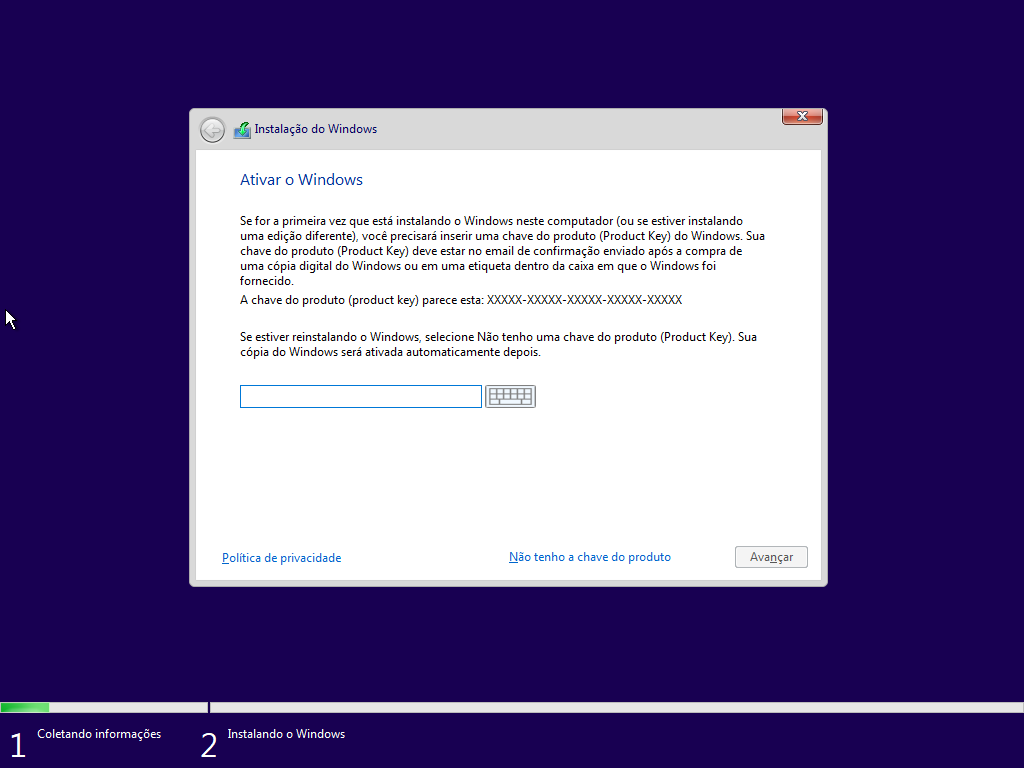 Instalação do Windows
Ativar o Windows
Se for a primeira vez que está instalando o Windows neste computador (ou se estiver instalando
uma edição diferente), você precisará inserir uma chave do produto (Product Key) do Windows. Sua
chave do produto (Product Key) deve estar no email de confirmação enviado após a compra de
uma cópia digital do Windows ou em uma etiqueta dentro da caixa em que o Windows foi
fornecido.
A chave do produto (product key) parece esta: XXXXX-XXXXX-XXXXX-XXXXX-XXXXX
Se estiver reinstalando o Windows, selecione Não tenho uma chave do produto (Product Key). Sua
cópia do Windows será ativada automaticamente depois.
Política de privacidade
Não tenho a chave do produto
Avançar
1 Coletando informações
2 Instalando o Windows